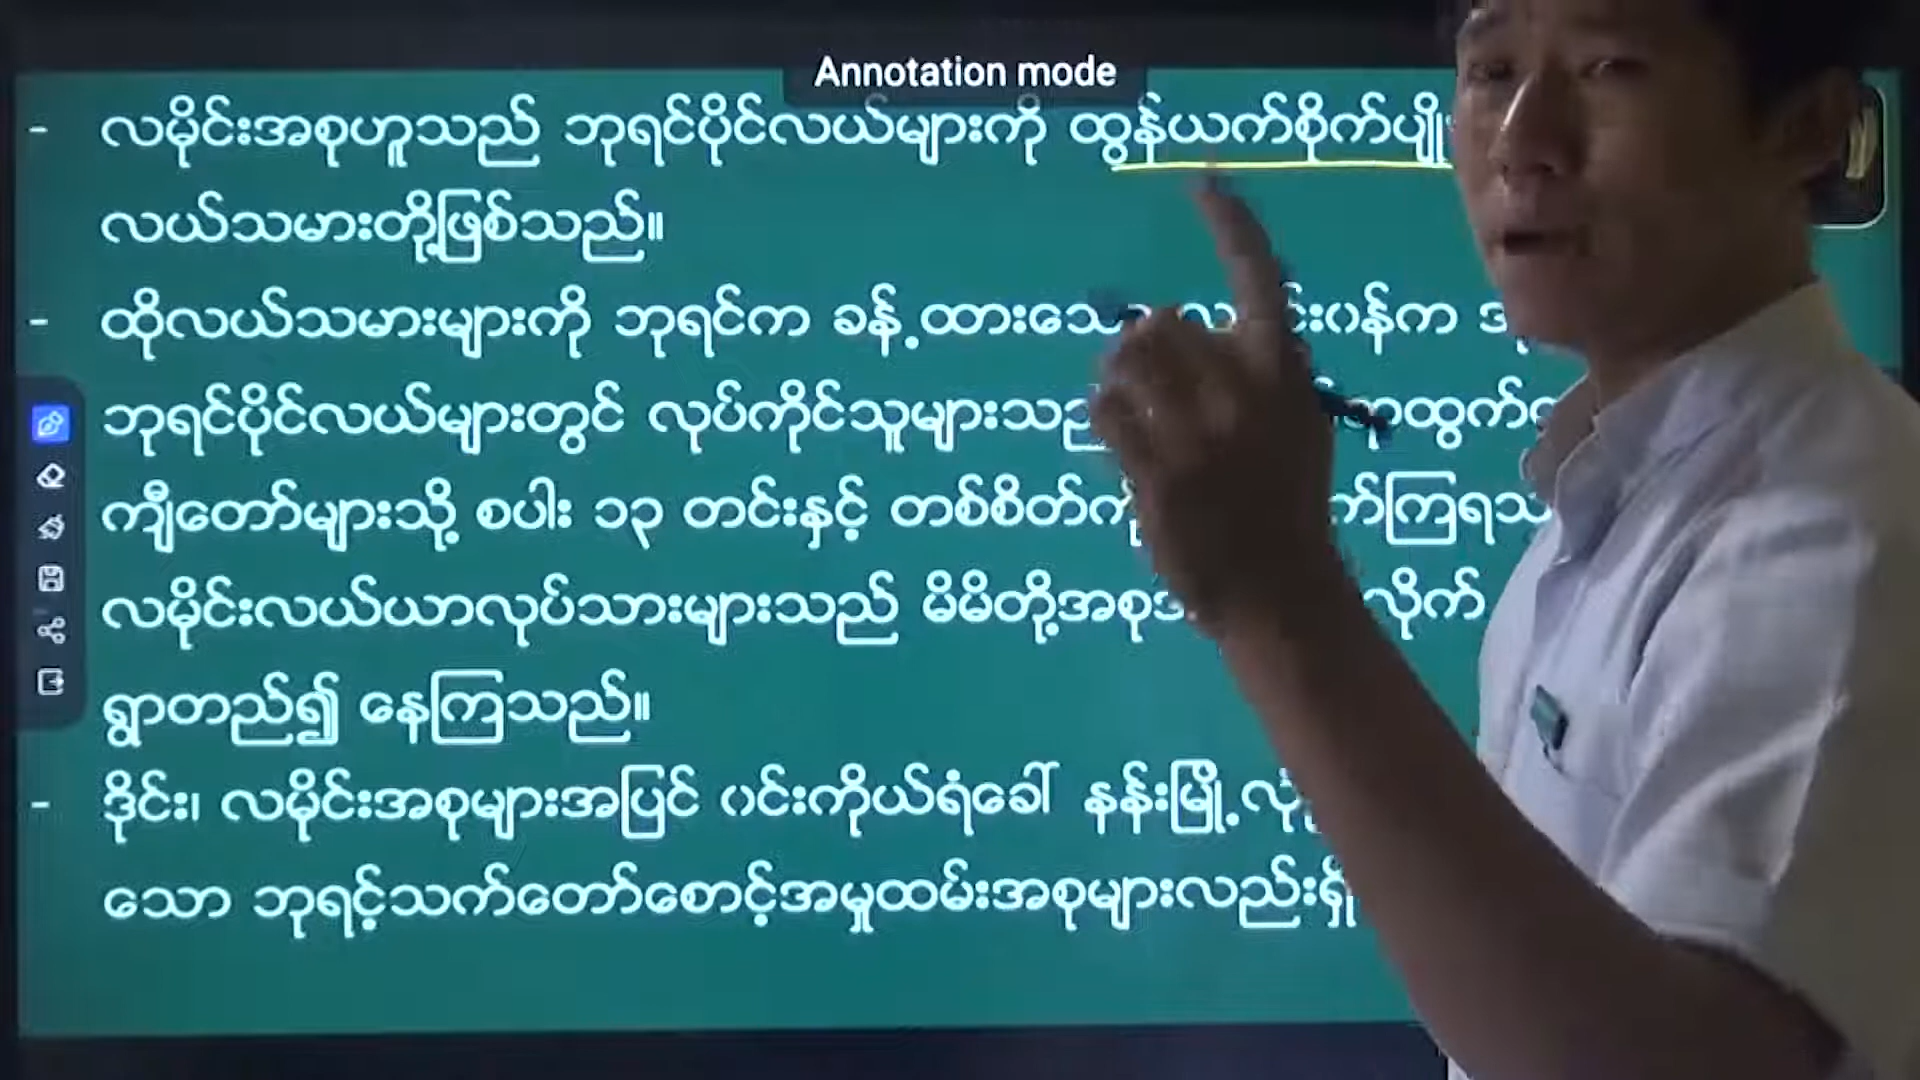 Annotation mode
- လမိုင်းအစုဟူသည် ဘုရင်ပိုင်လယ်များကို ထွန်ယက်စိုက်ပျိုး
လယ်သမားတို့ဖြစ်သည်။
- ထိုလယ်သမားများကို ဘုရင်က ခန့်ထားသော
ဘုရင်ပိုင်လယ်များတွင် လုပ်ကိုင်သူများသည်
ကျီတော်များသို့ စပါး ၁၃ တင်းနှင့် တစ်စိတ်ကို
လမိုင်းလယ်ယာလုပ်သားများသည် မိမိတို့အစု လိုက်
ရွာတည်၍ နေကြသည်။
- ဒိုင်း၊ လမိုင်းအစုများအပြင် ဝင်းကိုယ်ရံခေါ် နန်းမြို့
သော ဘုရင့်သက်တော်စောင့်အမှုထမ်းအစုများလည်း